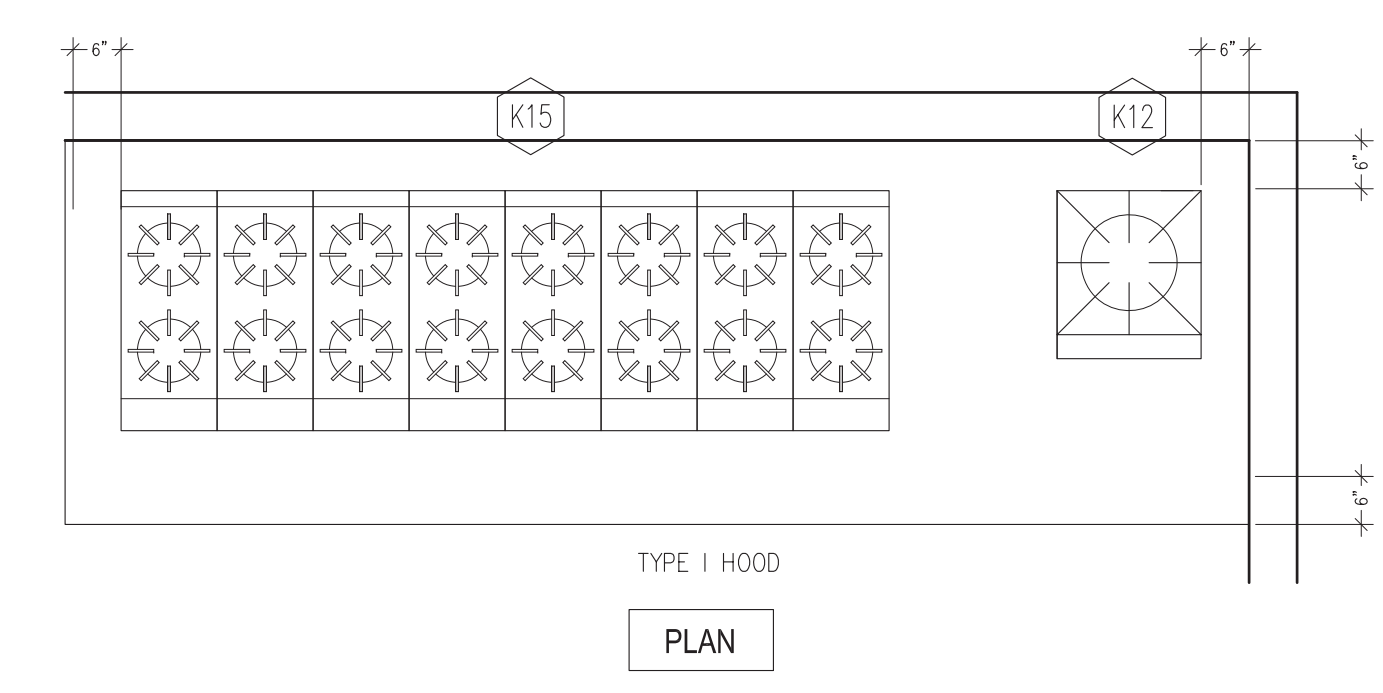 6” 6”
K15 K12
6”
6”
TYPE I HOOD
PLAN